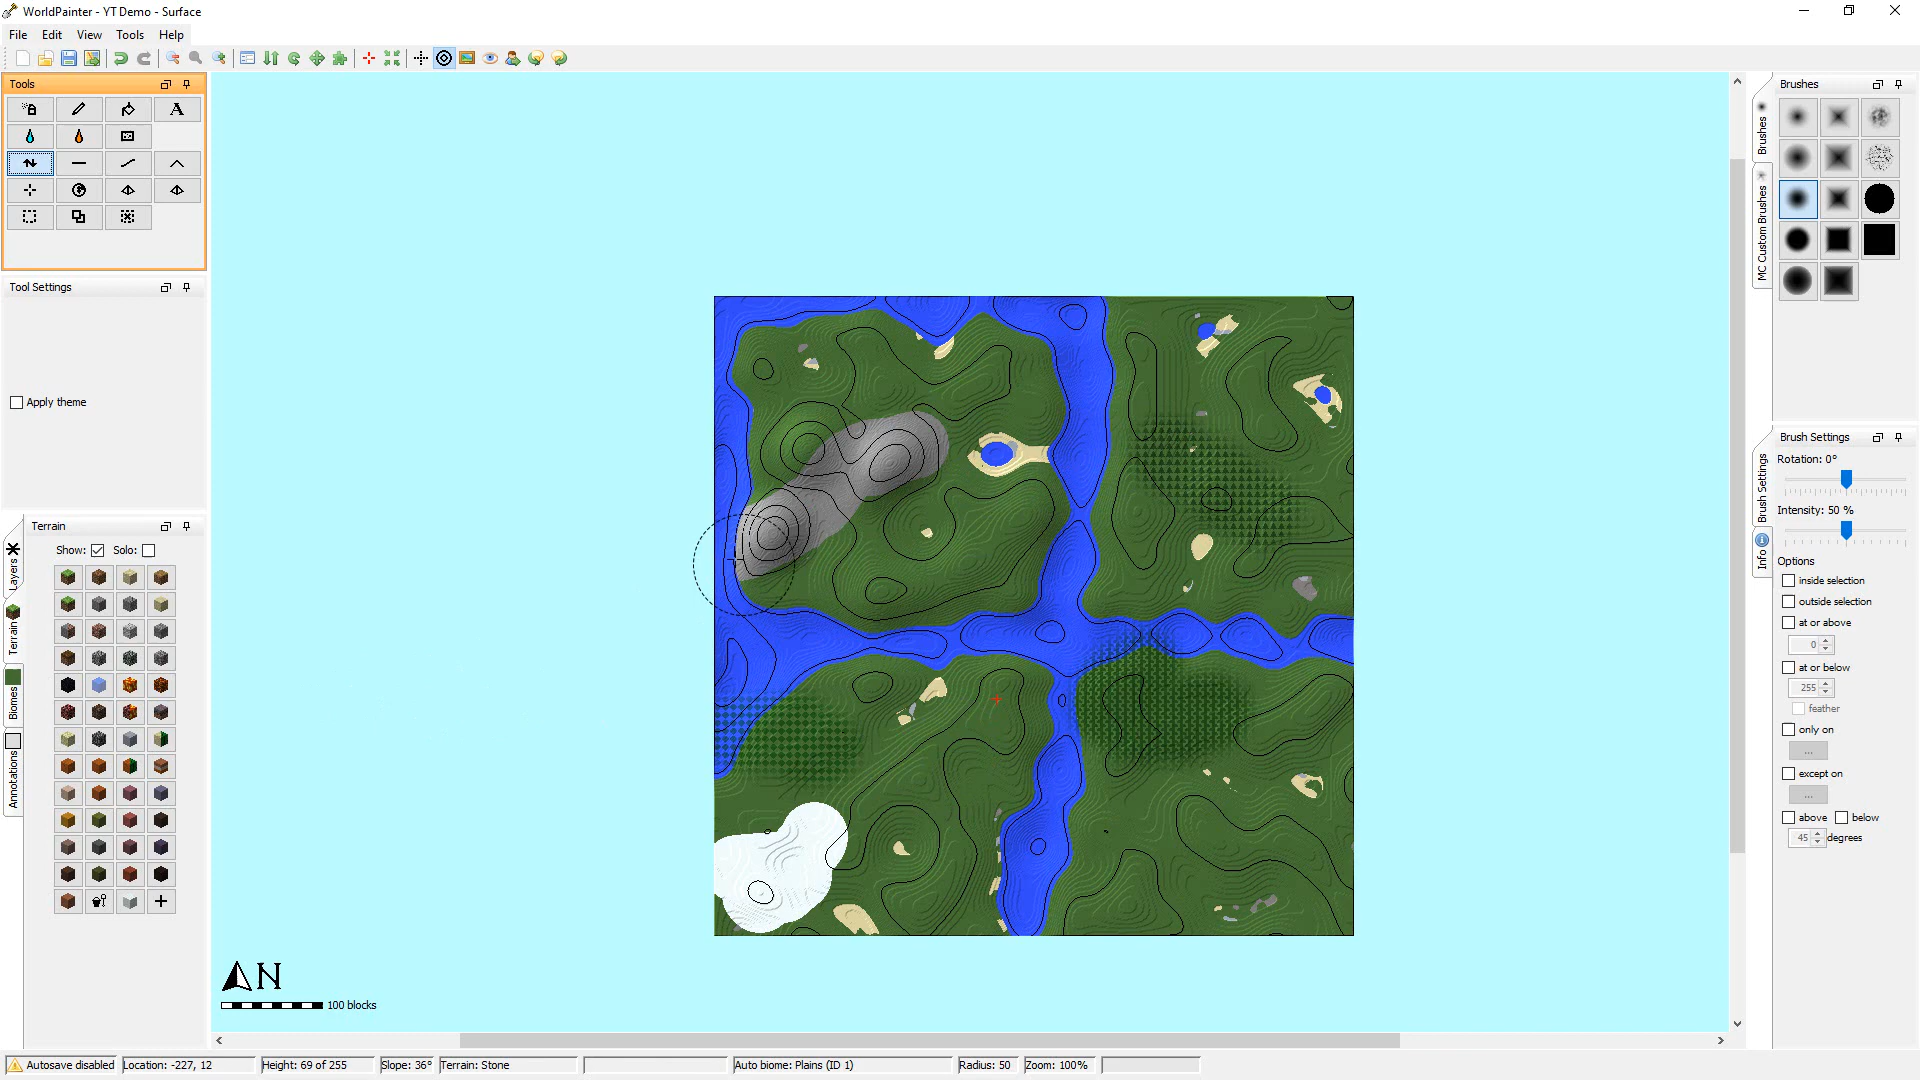 WorldPainter - YT Demo - Surface
File Edit View Tools Help
Tools
A
Tool Settings
Apply theme
Terrain
Show: Solo:
Layers
Terrain
Biomes
Annotations
N
100 blocks
Brushes
Brushes
MC Custom Brushes
Brush Settings
Brush Settings
Info
Rotation: 0°
Intensity: 50 %
Options
inside selection
outside selection
at or above
0
at or below
255
feather
only on
...
except on
...
above below
45 degrees
Autosave disabled Location: -227, 12 Height: 69 of 255 Slope: 36° Terrain: Stone Auto biome: Plains (ID 1) Radius: 50 Zoom: 100%